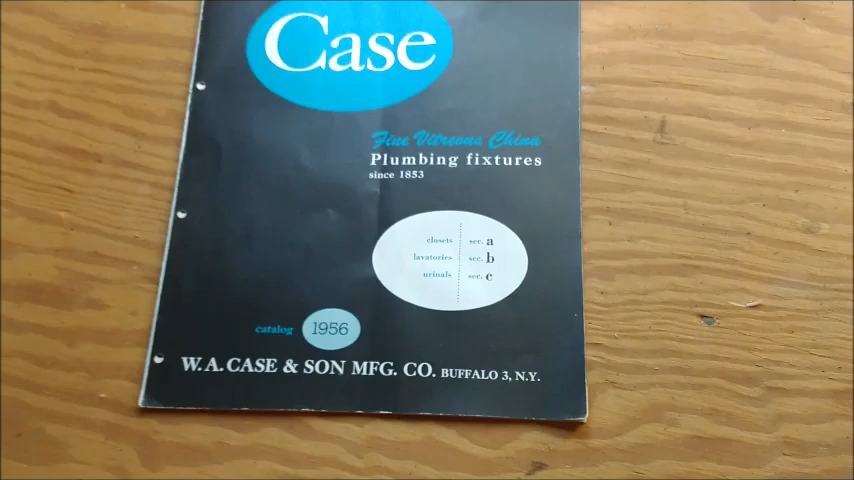 Case
Fine Vitreous China
Plumbing fixtures
since 1853
closets sec. a
lavatories sec. b
urinals sec. c
catalog 1956
W. A. CASE & SON MFG. CO. BUFFALO 3, N.Y.